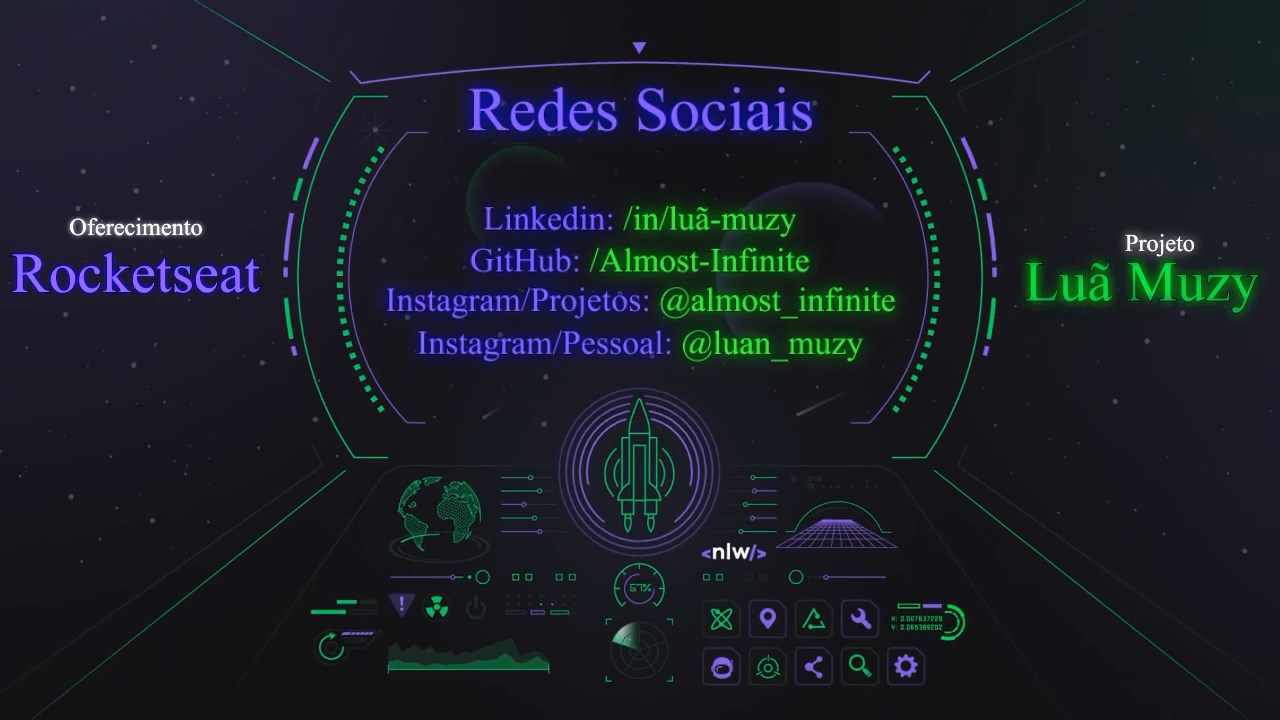 Redes Sociais
Oferecimento
Rocketseat
Linkedin: /in/luã-muzy
GitHub: /Almost-Infinite
Instagram/Projetos: @almost_infinite
Instagram/Pessoal: @luan_muzy
Projeto
Luã Muzy
<nlw/>
57%